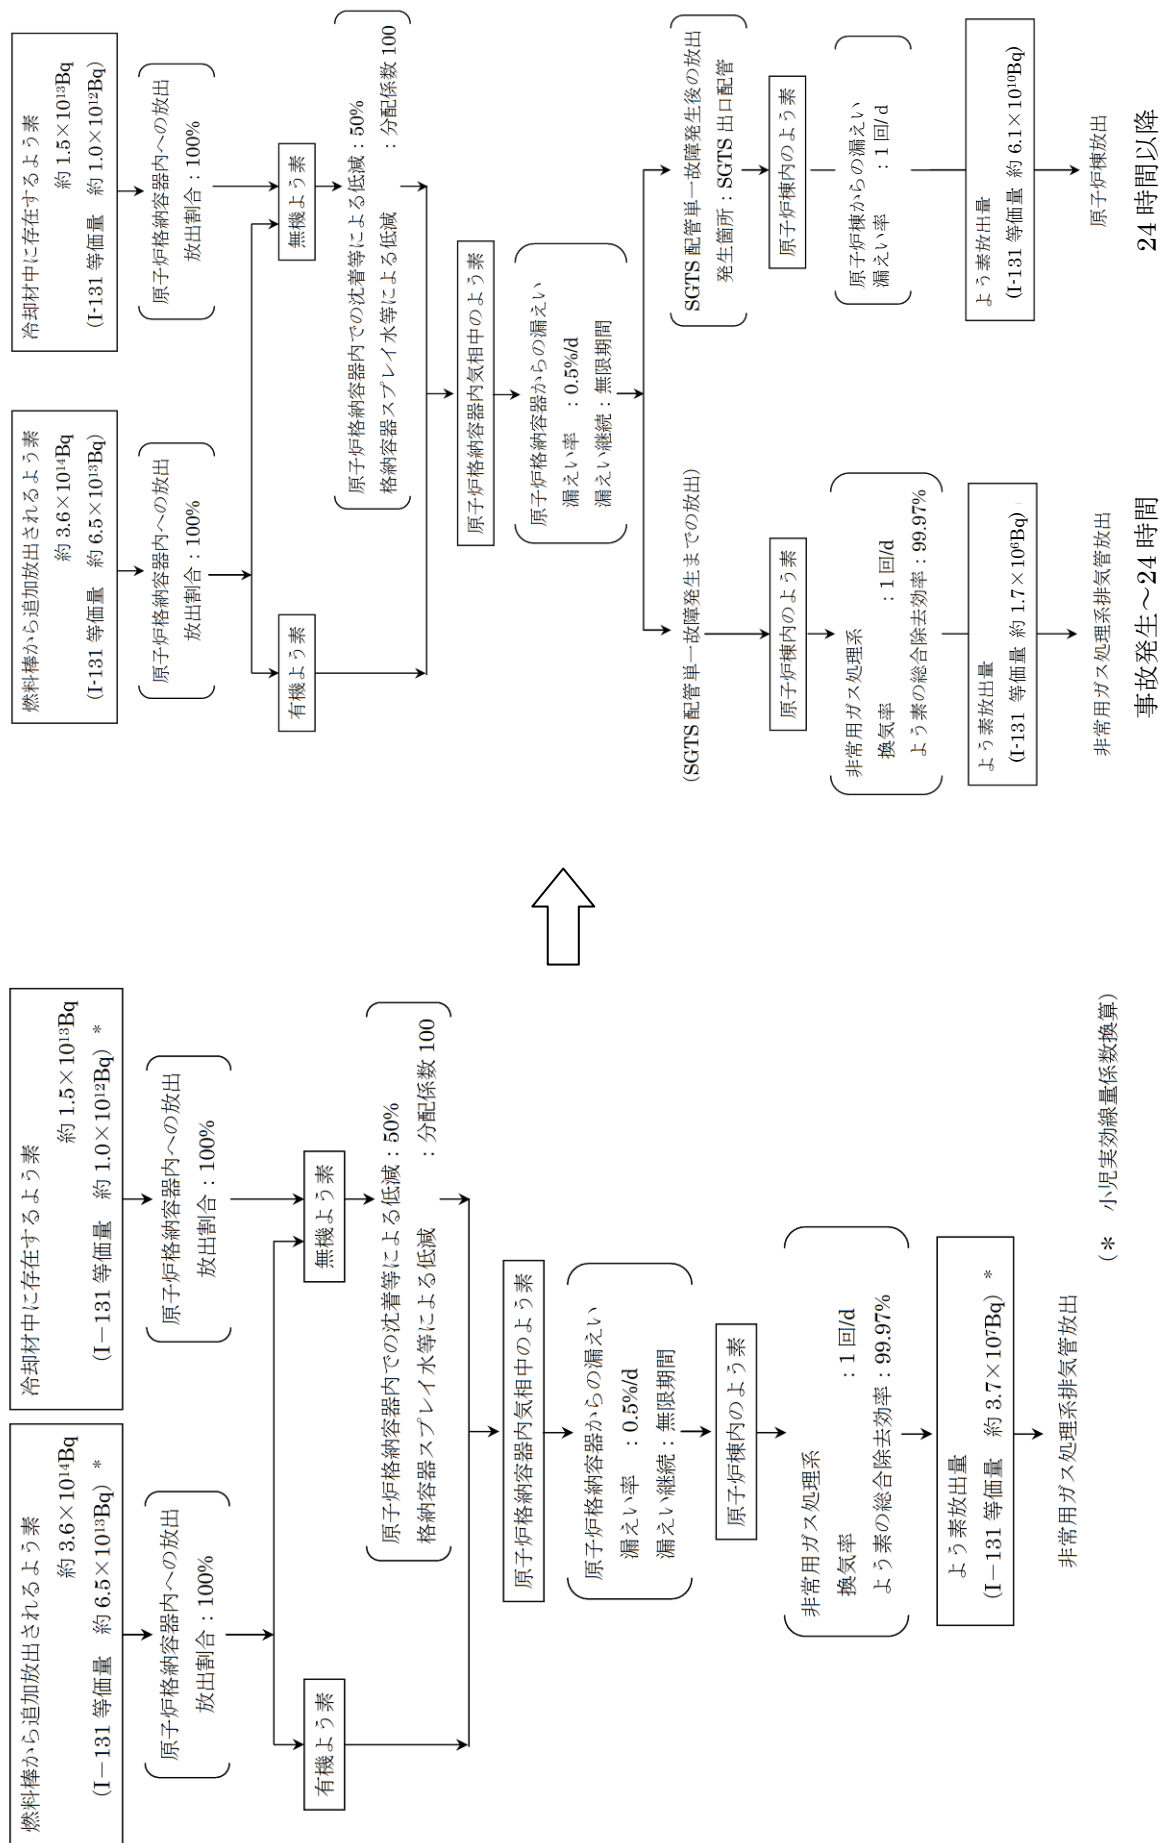 燃料棒から追加放出されるよう素
約 3.6×10¹⁴Bq
(I－131 等価量　約 6.5×10¹³Bq) *
冷却材中に存在するよう素
約 1.5×10¹³Bq
(I－131 等価量　約 1.0×10¹²Bq) *
原子炉格納容器内への放出
放出割合：100%
原子炉格納容器内への放出
放出割合：100%
有機よう素
無機よう素
原子炉格納容器内での沈着等による低減：50%
格納容器スプレイ水等による低減　　　：分配係数 100
原子炉格納容器内気相中のよう素
原子炉格納容器からの漏えい
漏えい率　：0.5%/d
漏えい継続：無限期間
原子炉棟内のよう素
非常用ガス処理系
換気率　　　　　　　　：1 回/d
よう素の総合除去効率：99.97%
よう素放出量
(I－131 等価量　約 3.7×10⁷Bq) *
非常用ガス処理系排気管放出
(*　小児実効線量係数換算)
燃料棒から追加放出されるよう素
約 3.6×10¹⁴Bq
(I-131 等価量　約 6.5×10¹³Bq)
冷却材中に存在するよう素
約 1.5×10¹³Bq
(I-131 等価量　約 1.0×10¹²Bq)
原子炉格納容器内への放出
放出割合：100%
原子炉格納容器内への放出
放出割合：100%
有機よう素
無機よう素
原子炉格納容器内での沈着等による低減：50%
格納容器スプレイ水等による低減　　　：分配係数 100
原子炉格納容器内気相中のよう素
原子炉格納容器からの漏えい
漏えい率　：0.5%/d
漏えい継続：無限期間
(SGTS 配管単一故障発生までの放出)
原子炉棟内のよう素
非常用ガス処理系
換気率　　　　　　　：1 回/d
よう素の総合除去効率：99.97%
よう素放出量
(I-131 等価量 約 1.7×10⁶Bq)
非常用ガス処理系排気管放出
事故発生～24 時間
SGTS 配管単一故障発生後の放出
発生箇所：SGTS 出口配管
原子炉棟内のよう素
原子炉棟からの漏えい
漏えい率　　　：1 回/d
よう素放出量
(I-131 等価量 約 6.1×10¹⁰Bq)
原子炉棟放出
24 時間以降